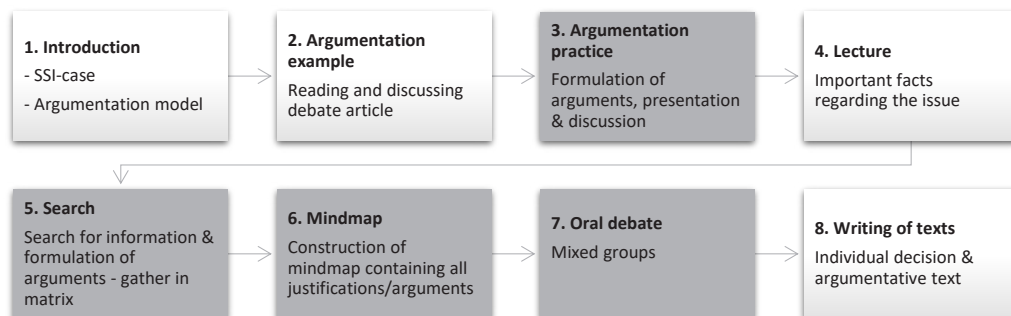 1. Introduction
- SSI-case
- Argumentation model
2. Argumentation
example
Reading and discussing
debate article
3. Argumentation
practice
Formulation of
arguments, presentation
& discussion
4. Lecture
Important facts
regarding the issue
5. Search
Search for information &
formulation of
arguments - gather in
matrix
6. Mindmap
Construction of
mindmap containing all
justifications/arguments
7. Oral debate
Mixed groups
8. Writing of texts
Individual decision &
argumentative text